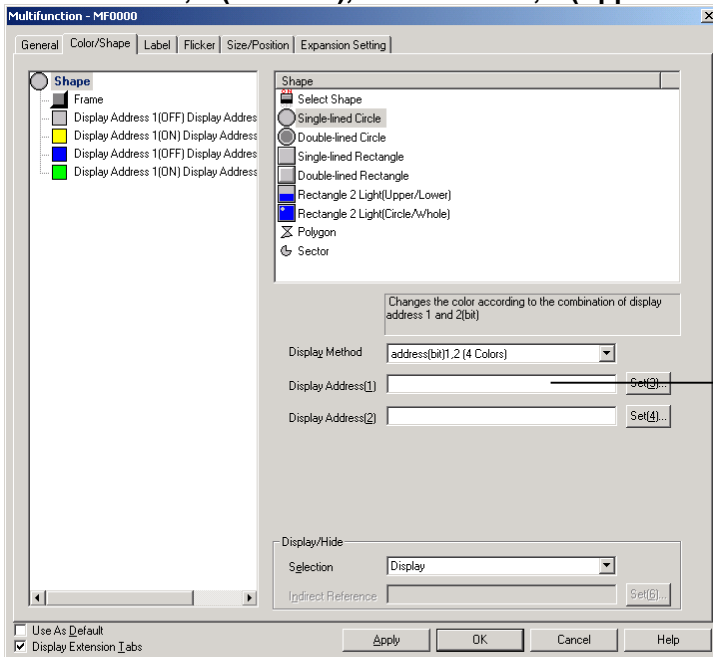 Multifunction - MF0000
General Color/Shape Label Flicker Size/Position Expansion Setting
Shape
Frame
Display Address 1(OFF) Display Addres
Display Address 1(ON) Display Address
Display Address 1(OFF) Display Addres
Display Address 1(ON) Display Address
Shape
Select Shape
Single-lined Circle
Double-lined Circle
Single-lined Rectangle
Double-lined Rectangle
Rectangle 2 Light(Upper/Lower)
Rectangle 2 Light(Circle/Whole)
Polygon
Sector
Changes the color according to the combination of display
address 1 and 2(bit)
Display Method address(bit)1,2 (4 Colors)
Display Address(1) Set(3)...
Display Address(2) Set(4)...
Display/Hide
Selection Display
Indirect Reference Set(6)...
Use As Default
Display Extension Tabs
Apply OK Cancel Help